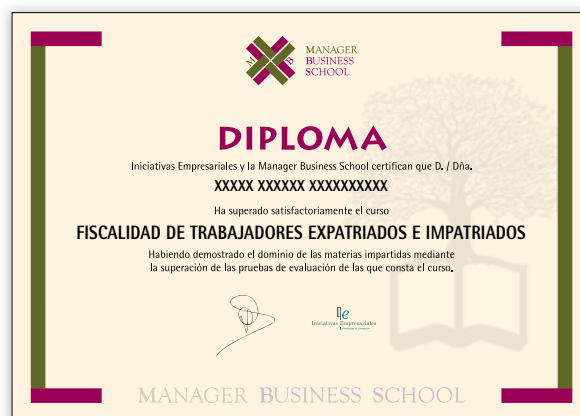 MANAGER
BUSINESS
SCHOOL
M B
DIPLOMA
Iniciativas Empresariales y la Manager Business School certifican que D. / Dña.
XXXXX XXXXXX XXXXXXXXXX
Ha superado satisfactoriamente el curso
FISCALIDAD DE TRABAJADORES EXPATRIADOS E IMPATRIADOS
Habiendo demostrado el dominio de las materias impartidas mediante
la superación de las pruebas de evaluación de las que consta el curso.
Ie
Iniciativas Empresariales
MANAGER BUSINESS SCHOOL